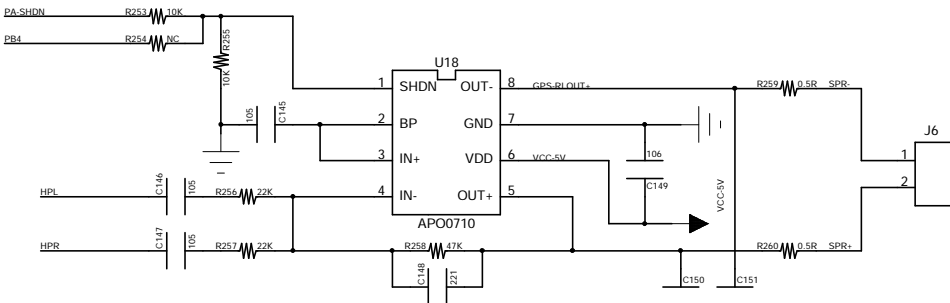 PA-SHDN R253 10K
PB4 R254 NC
R255
10K
U18
1 SHDN OUT- 8 GPS-RLOUT+ R259 0.5R SPR-
105 C145
2 BP GND 7
J6
1
2
3 IN+ VDD 6 VCC-5V
106
C149
VCC-5V
C146 105
HPL R256 22K
4 IN- OUT+ 5
APO0710
C147 105
HPR R257 22K
R258 47K
R260 0.5R SPR+
C148 221
C150 C151